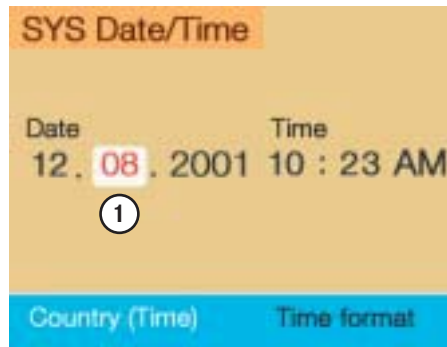 SYS Date/Time
Date Time
12. 08. 2001 10 : 23 AM
1
Country (Time) Time format